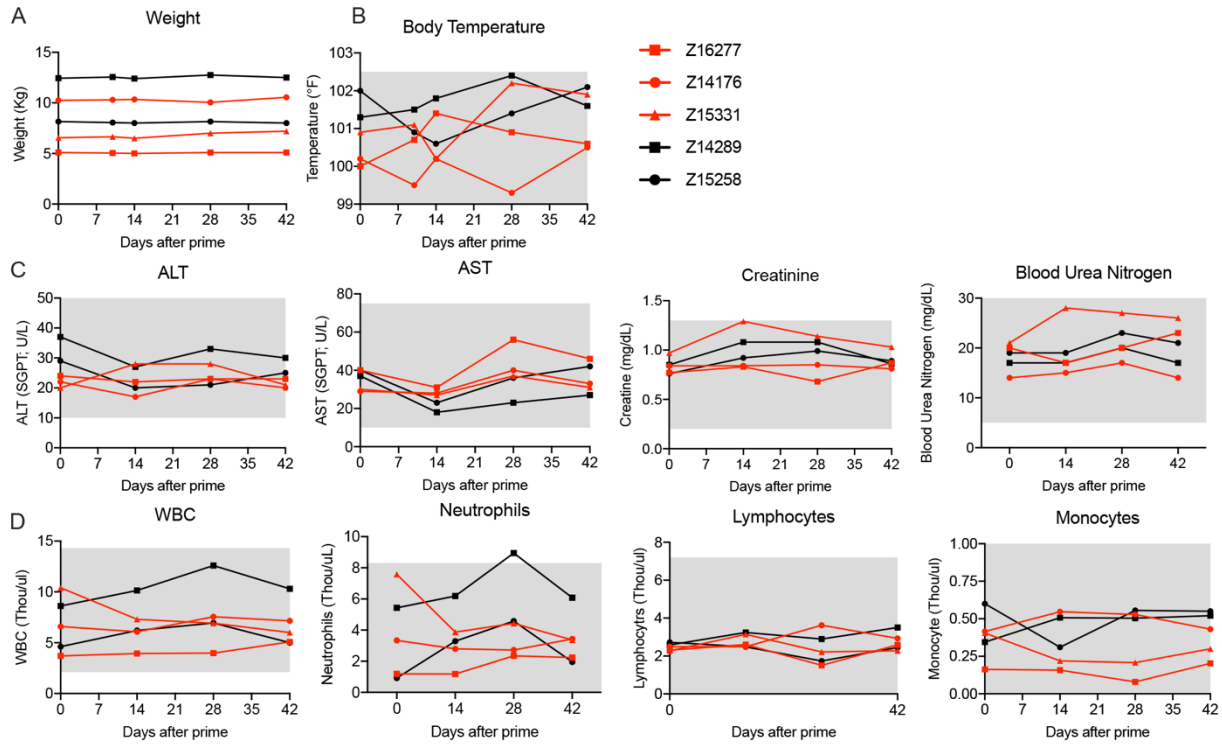 A
Weight
Weight (Kg)
15
10
5
0
0 7 14 21 28 35 42
Days after prime
B
Body Temperature
Temperature (°F)
103
102
101
100
99
0 7 14 21 28 35 42
Days after prime
Z16277
Z14176
Z15331
Z14289
Z15258
C
ALT
ALT (SGPT; U/L)
50
40
30
20
10
0
0 7 14 21 28 35 42
Days after prime
AST
AST (SGPT; U/L)
80
60
40
20
0
0 7 14 21 28 35 42
Days after prime
Creatinine
Creatine (mg/dL)
1.5
1.0
0.5
0.0
0 7 14 21 28 35 42
Days after prime
Blood Urea Nitrogen
Blood Urea Nitrogen (mg/dL)
30
20
10
0
0 14 28 42
Days after prime
D
WBC
WBC (Thou/ul)
15
10
5
0
0 7 14 21 28 35 42
Days after prime
Neutrophils
Neutrophils (Thou/uL)
10
8
6
4
2
0
0 14 28 42
Days after prime
Lymphocytes
Lymphocytrs (Thou/ul)
8
6
4
2
0
0 14 28 42
Days after prime
Monocytes
Monocyte (Thou/ul)
1.00
0.75
0.50
0.25
0.00
0 7 14 21 28 35 42
Days after prime